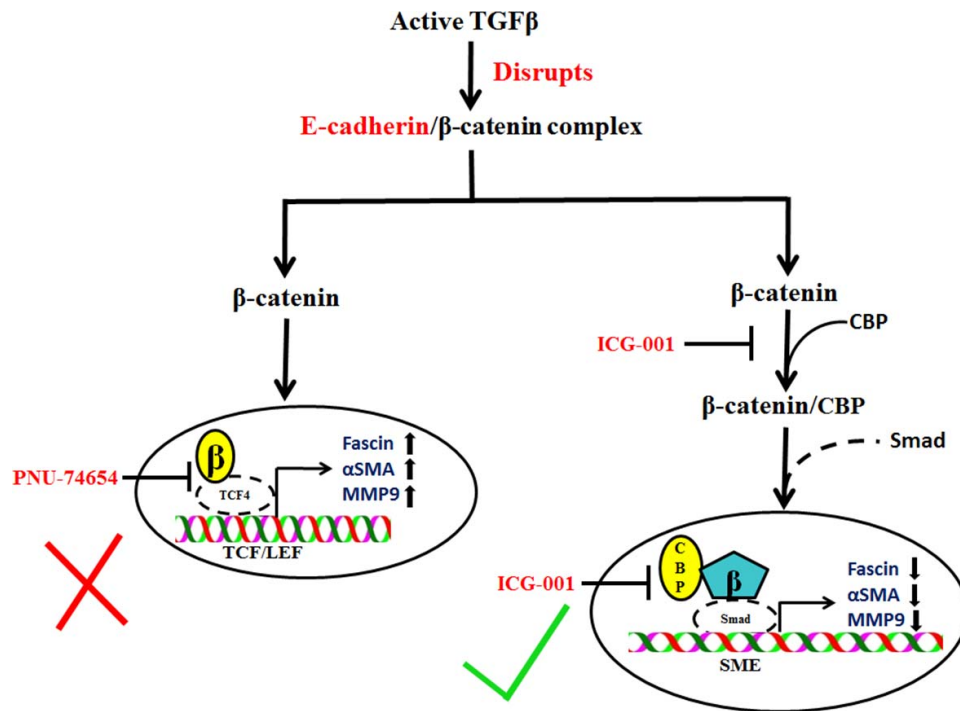 Active TGFβ
Disrupts
E-cadherin/β-catenin complex
β-catenin
β-catenin
ICG-001
CBP
β-catenin/CBP
Smad
PNU-74654
β
TCF4
Fascin
αSMA
MMP9
TCF/LEF
ICG-001
C
B
P
β
Smad
Fascin
αSMA
MMP9
SME